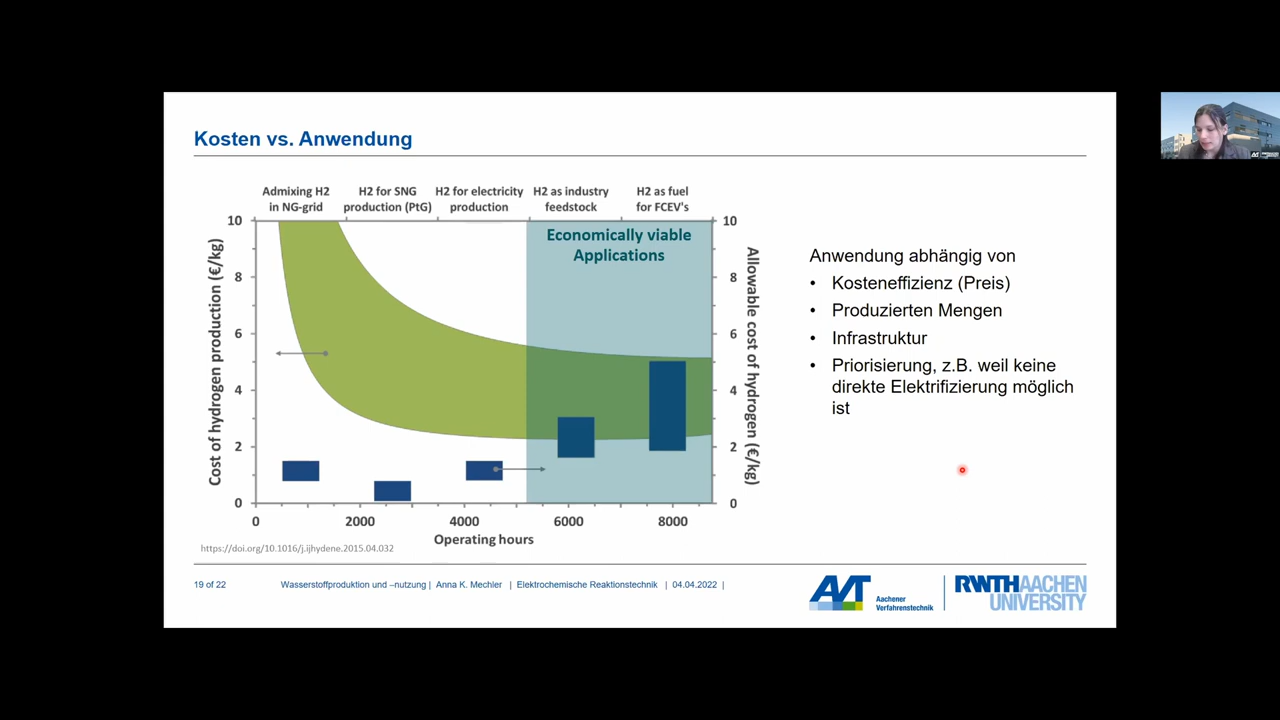 Kosten vs. Anwendung
Admixing H2
in NG-grid
H2 for SNG
production (PtG)
H2 for electricity
production
H2 as industry
feedstock
H2 as fuel
for FCEV's
Economically viable
Applications
Cost of hydrogen production (€/kg)
10
8
6
4
2
0
10
8
6
4
2
0
Allowable cost of hydrogen (€/kg)
0
2000
4000
6000
8000
Operating hours
https://doi.org/10.1016/j.ijhydene.2015.04.032
Anwendung abhängig von
• Kosteneffizienz (Preis)
• Produzierten Mengen
• Infrastruktur
• Priorisierung, z.B. weil keine
direkte Elektrifizierung möglich
ist
19 of 22
Wasserstoffproduktion und –nutzung | Anna K. Mechler | Elektrochemische Reaktionstechnik | 04.04.2022 |
AVT
Aachener
Verfahrenstechnik
RWTH AACHEN
UNIVERSITY